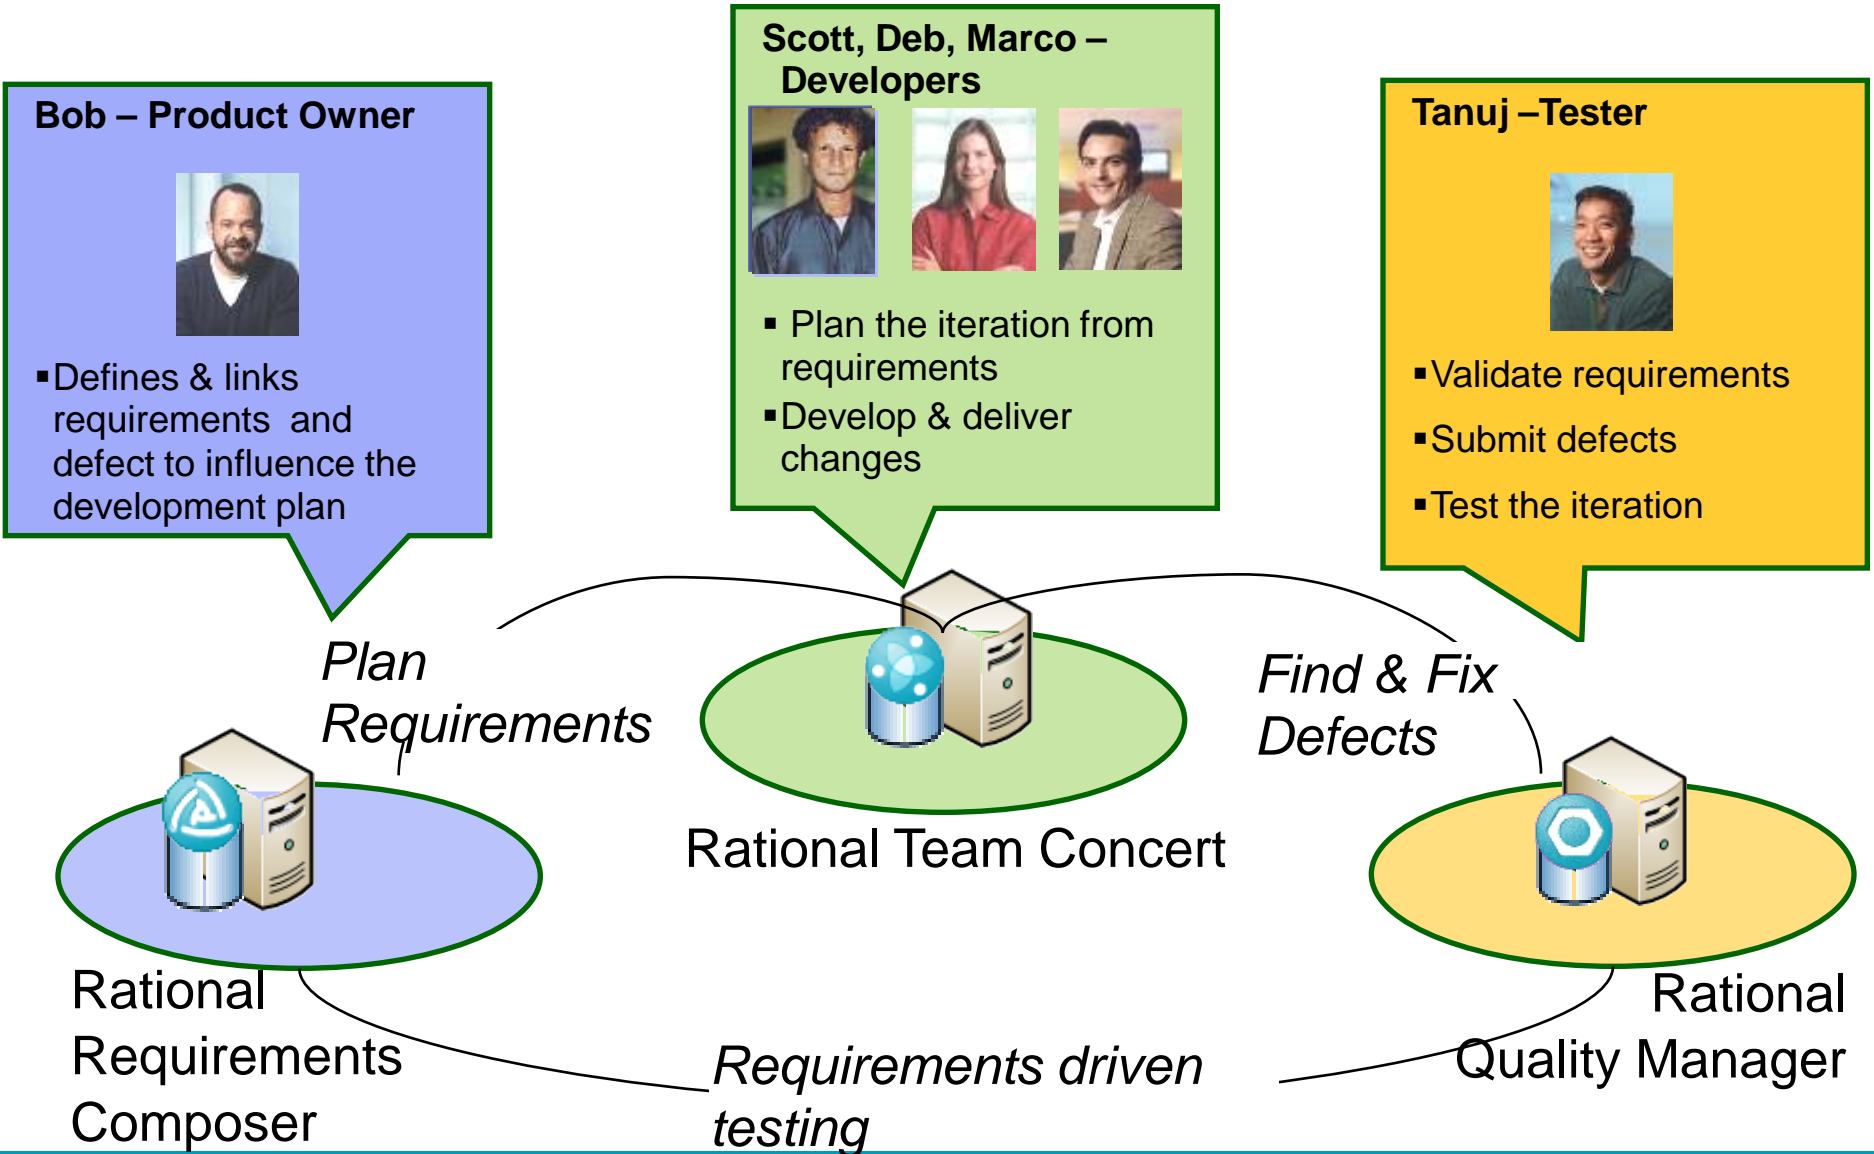 Bob – Product Owner
▪Defines & links
requirements  and
defect to influence the
development plan
Scott, Deb, Marco –
Developers
▪ Plan the iteration from
requirements
▪Develop & deliver
changes
Tanuj –Tester
▪Validate requirements
▪Submit defects
▪Test the iteration
Plan
Requirements
Find & Fix
Defects
Rational Team Concert
Rational
Requirements
Composer
Requirements driven
testing
Rational
Quality Manager